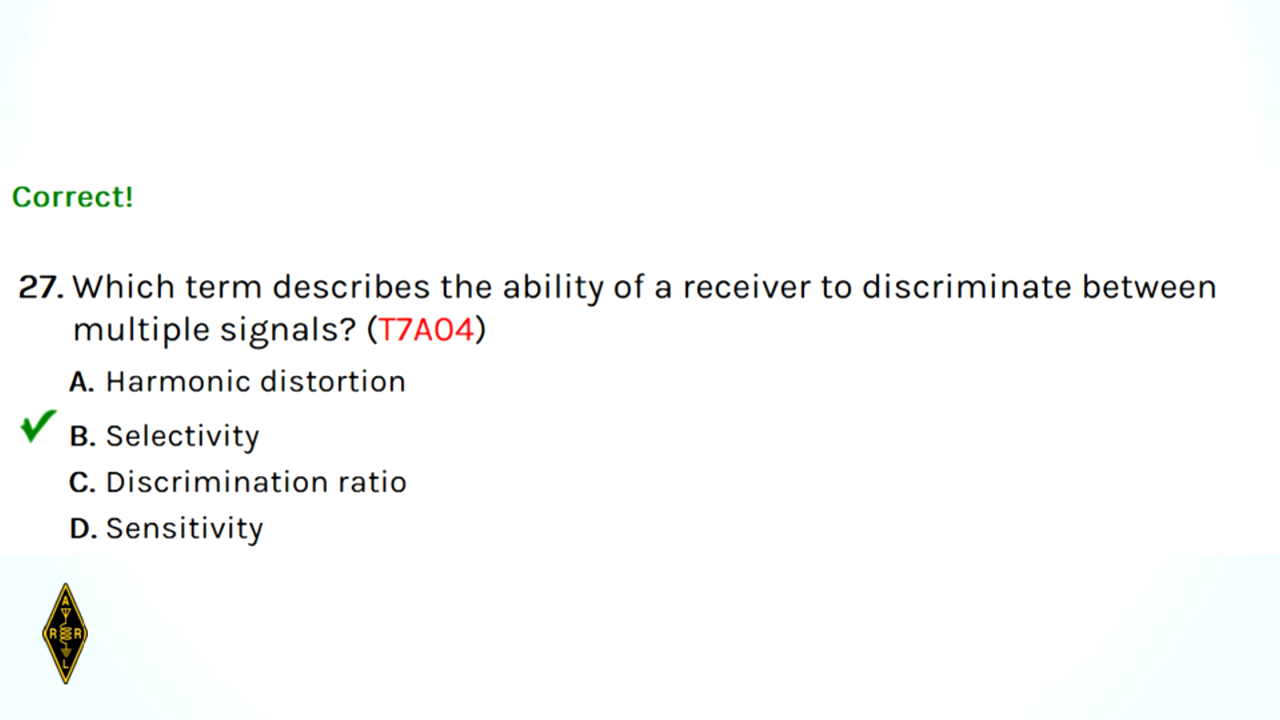 Correct!
27. Which term describes the ability of a receiver to discriminate between
multiple signals? (T7A04)
A. Harmonic distortion
B. Selectivity
C. Discrimination ratio
D. Sensitivity
A
R R
L